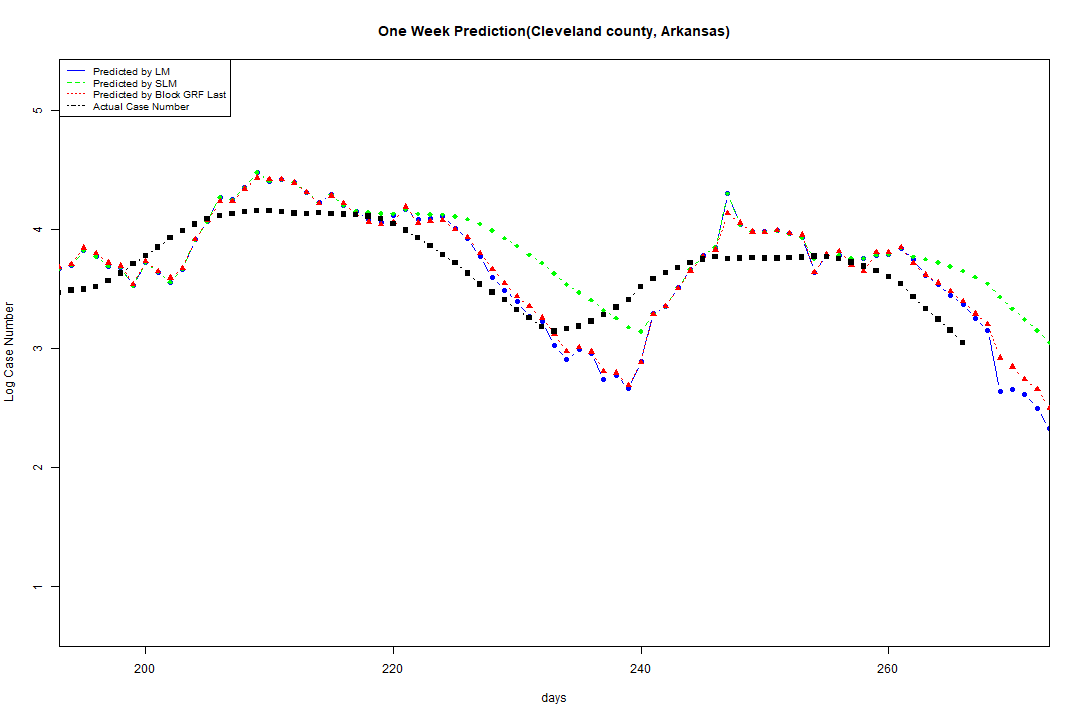 One Week Prediction(Cleveland county, Arkansas)
Predicted by LM
Predicted by SLM
Predicted by Block GRF Last
Actual Case Number
5
4
3
2
1
Log Case Number
200 220 240 260
days